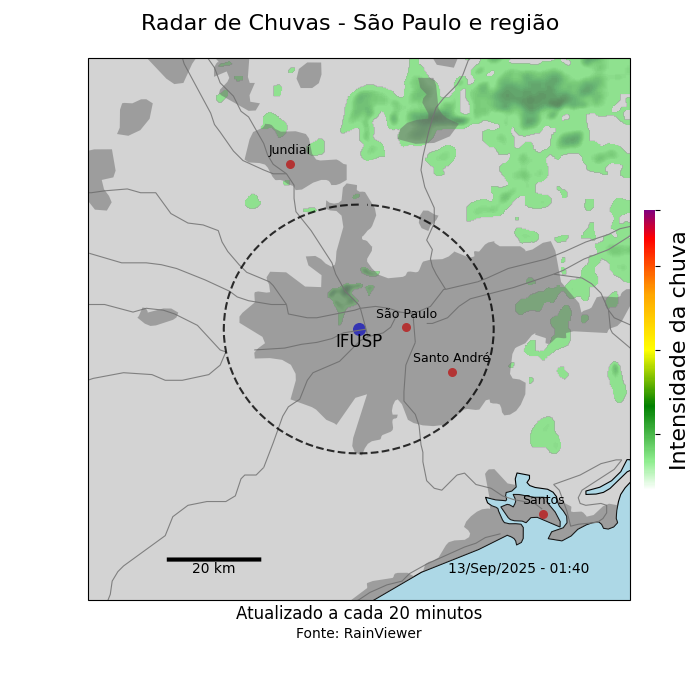 Radar de Chuvas - São Paulo e região
Jundiaí
São Paulo
IFUSP
Santo André
Santos
20 km
13/Sep/2025 - 01:40
Intensidade da chuva
Atualizado a cada 20 minutos
Fonte: RainViewer